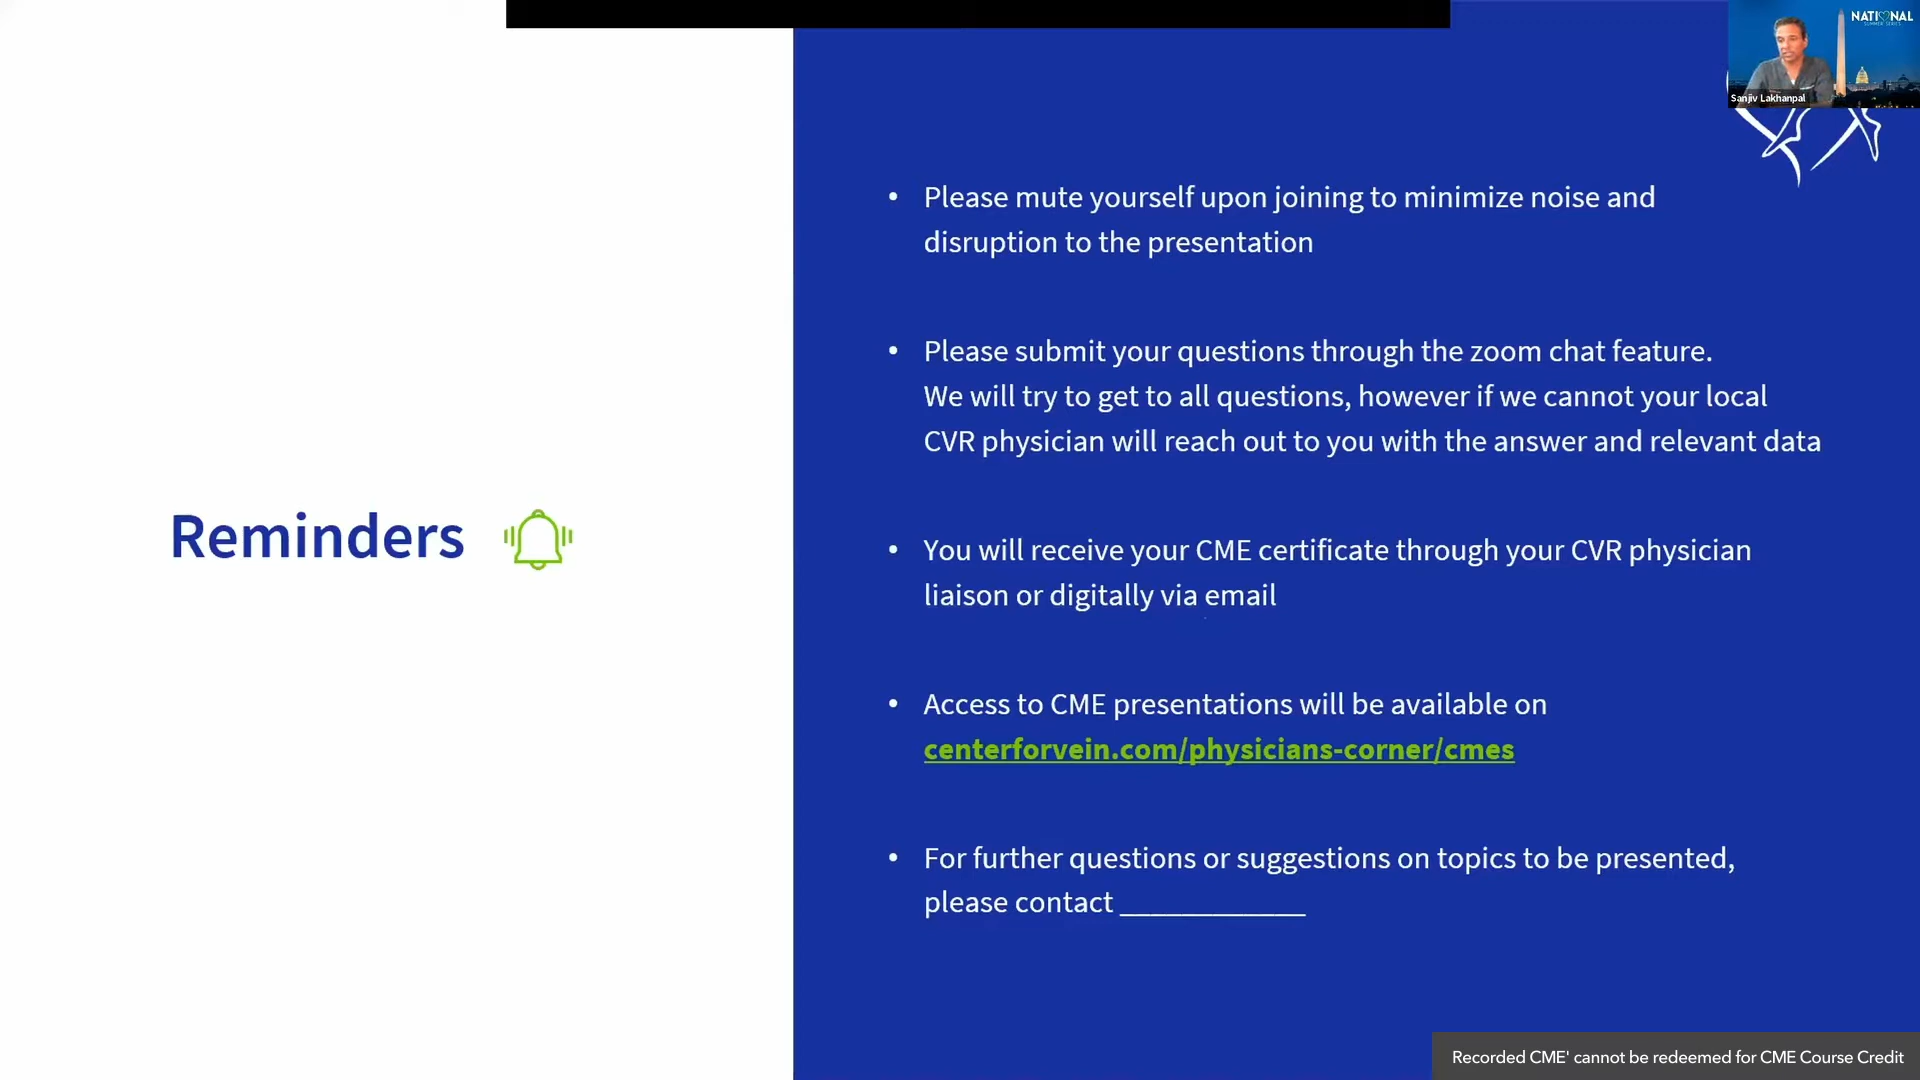 NATIONAL
SUMMER SERIES
Sanjiv Lakhanpal
Reminders
• Please mute yourself upon joining to minimize noise and
disruption to the presentation
• Please submit your questions through the zoom chat feature.
We will try to get to all questions, however if we cannot your local
CVR physician will reach out to you with the answer and relevant data
• You will receive your CME certificate through your CVR physician
liaison or digitally via email
• Access to CME presentations will be available on
centerforvein.com/physicians-corner/cmes
• For further questions or suggestions on topics to be presented,
please contact ____________
Recorded CME' cannot be redeemed for CME Course Credit